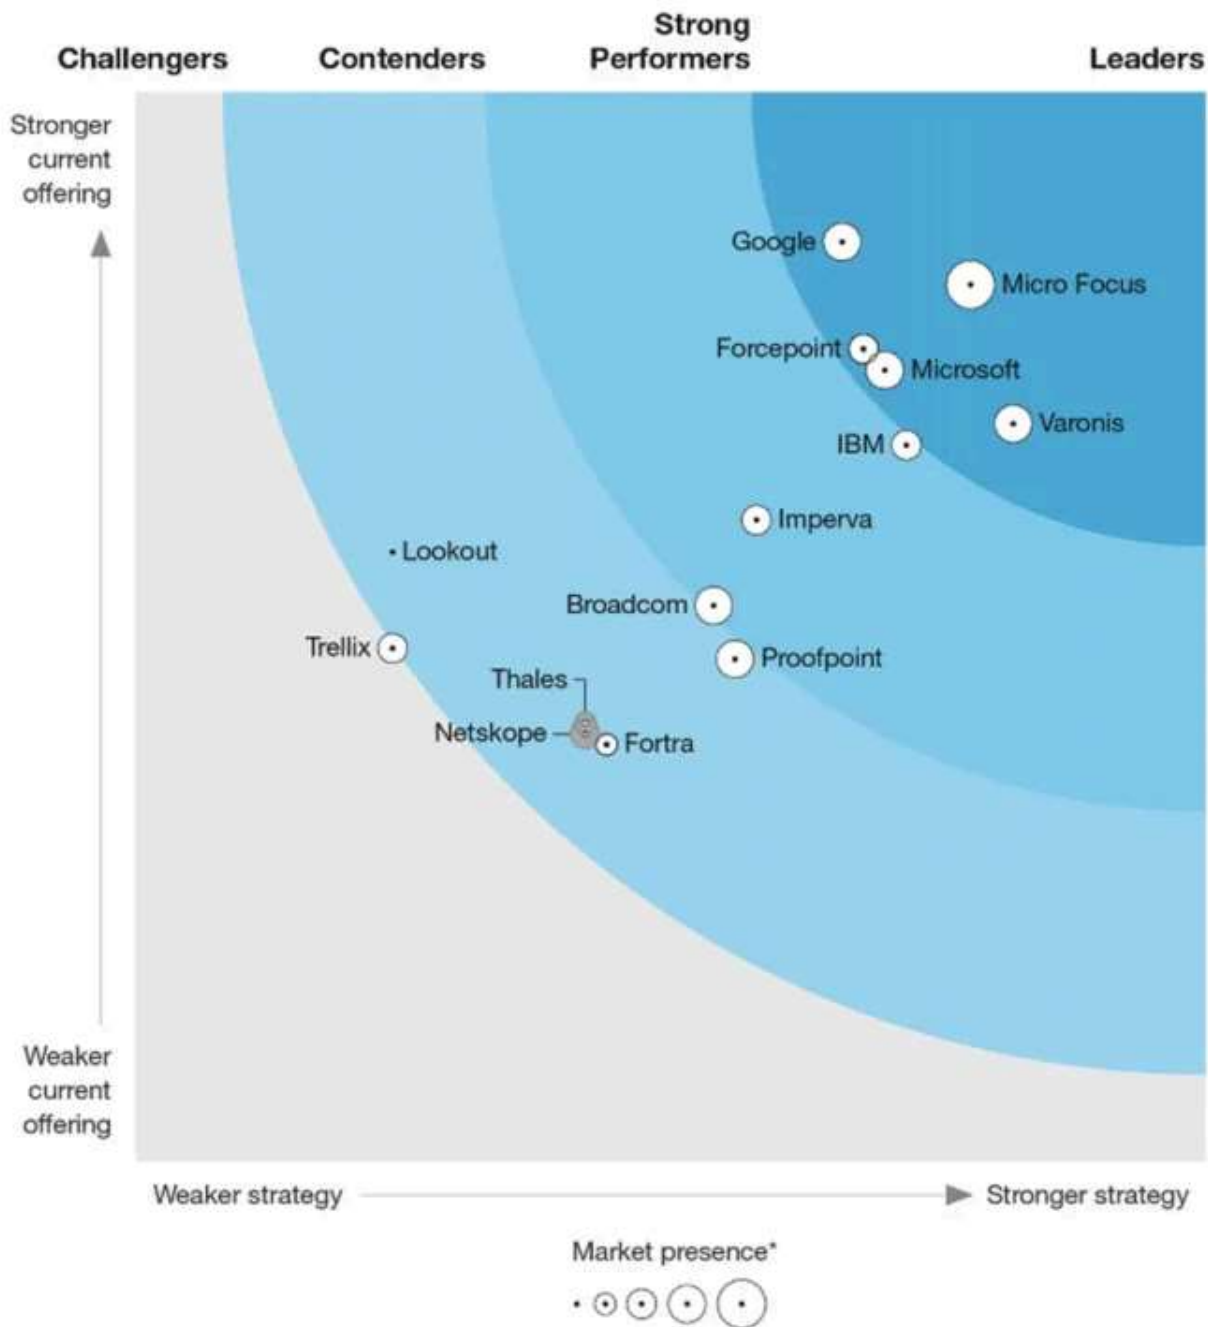 Challengers
Contenders
Strong
Performers
Leaders
Stronger
current
offering
Google
Micro Focus
Forcepoint
Microsoft
Varonis
IBM
Imperva
Lookout
Broadcom
Trellix
Proofpoint
Thales
Netskope
Fortra
Weaker
current
offering
Weaker strategy
Stronger strategy
Market presence*